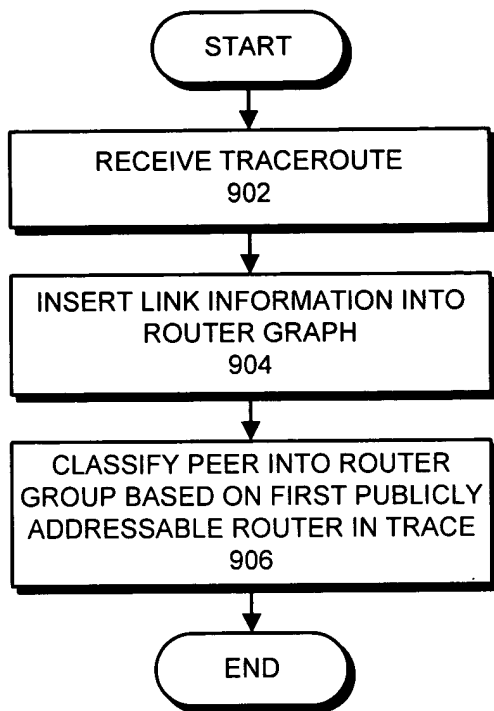 START
RECEIVE TRACEROUTE
902
INSERT LINK INFORMATION INTO
ROUTER GRAPH
904
CLASSIFY PEER INTO ROUTER
GROUP BASED ON FIRST PUBLICLY
ADDRESSABLE ROUTER IN TRACE
906
END